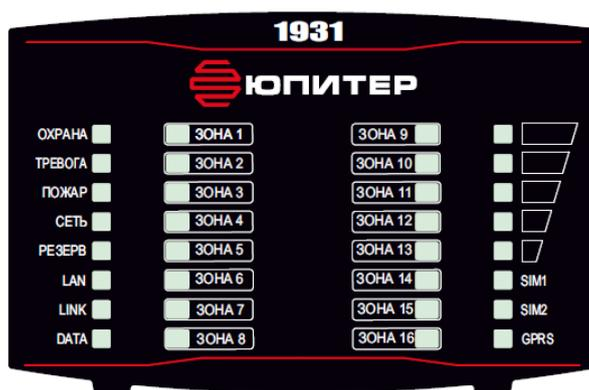 1931
ЮПИТЕР
ОХРАНА
ТРЕВОГА
ПОЖАР
СЕТЬ
РЕЗЕРВ
LAN
LINK
DATA
ЗОНА 1
ЗОНА 2
ЗОНА 3
ЗОНА 4
ЗОНА 5
ЗОНА 6
ЗОНА 7
ЗОНА 8
ЗОНА 9
ЗОНА 10
ЗОНА 11
ЗОНА 12
ЗОНА 13
ЗОНА 14
ЗОНА 15
ЗОНА 16
SIM1
SIM2
GPRS